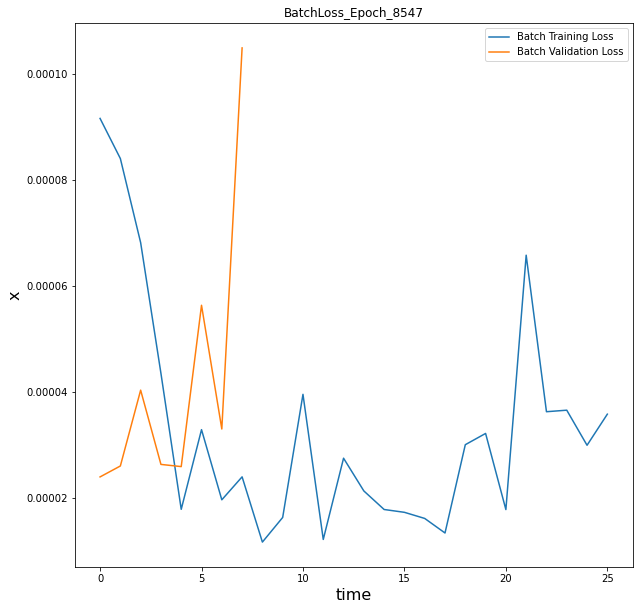 BatchLoss_Epoch_8547
Batch Training Loss
Batch Validation Loss
0.00010
0.00008
0.00006
0.00004
0.00002
x
0 5 10 15 20 25
time